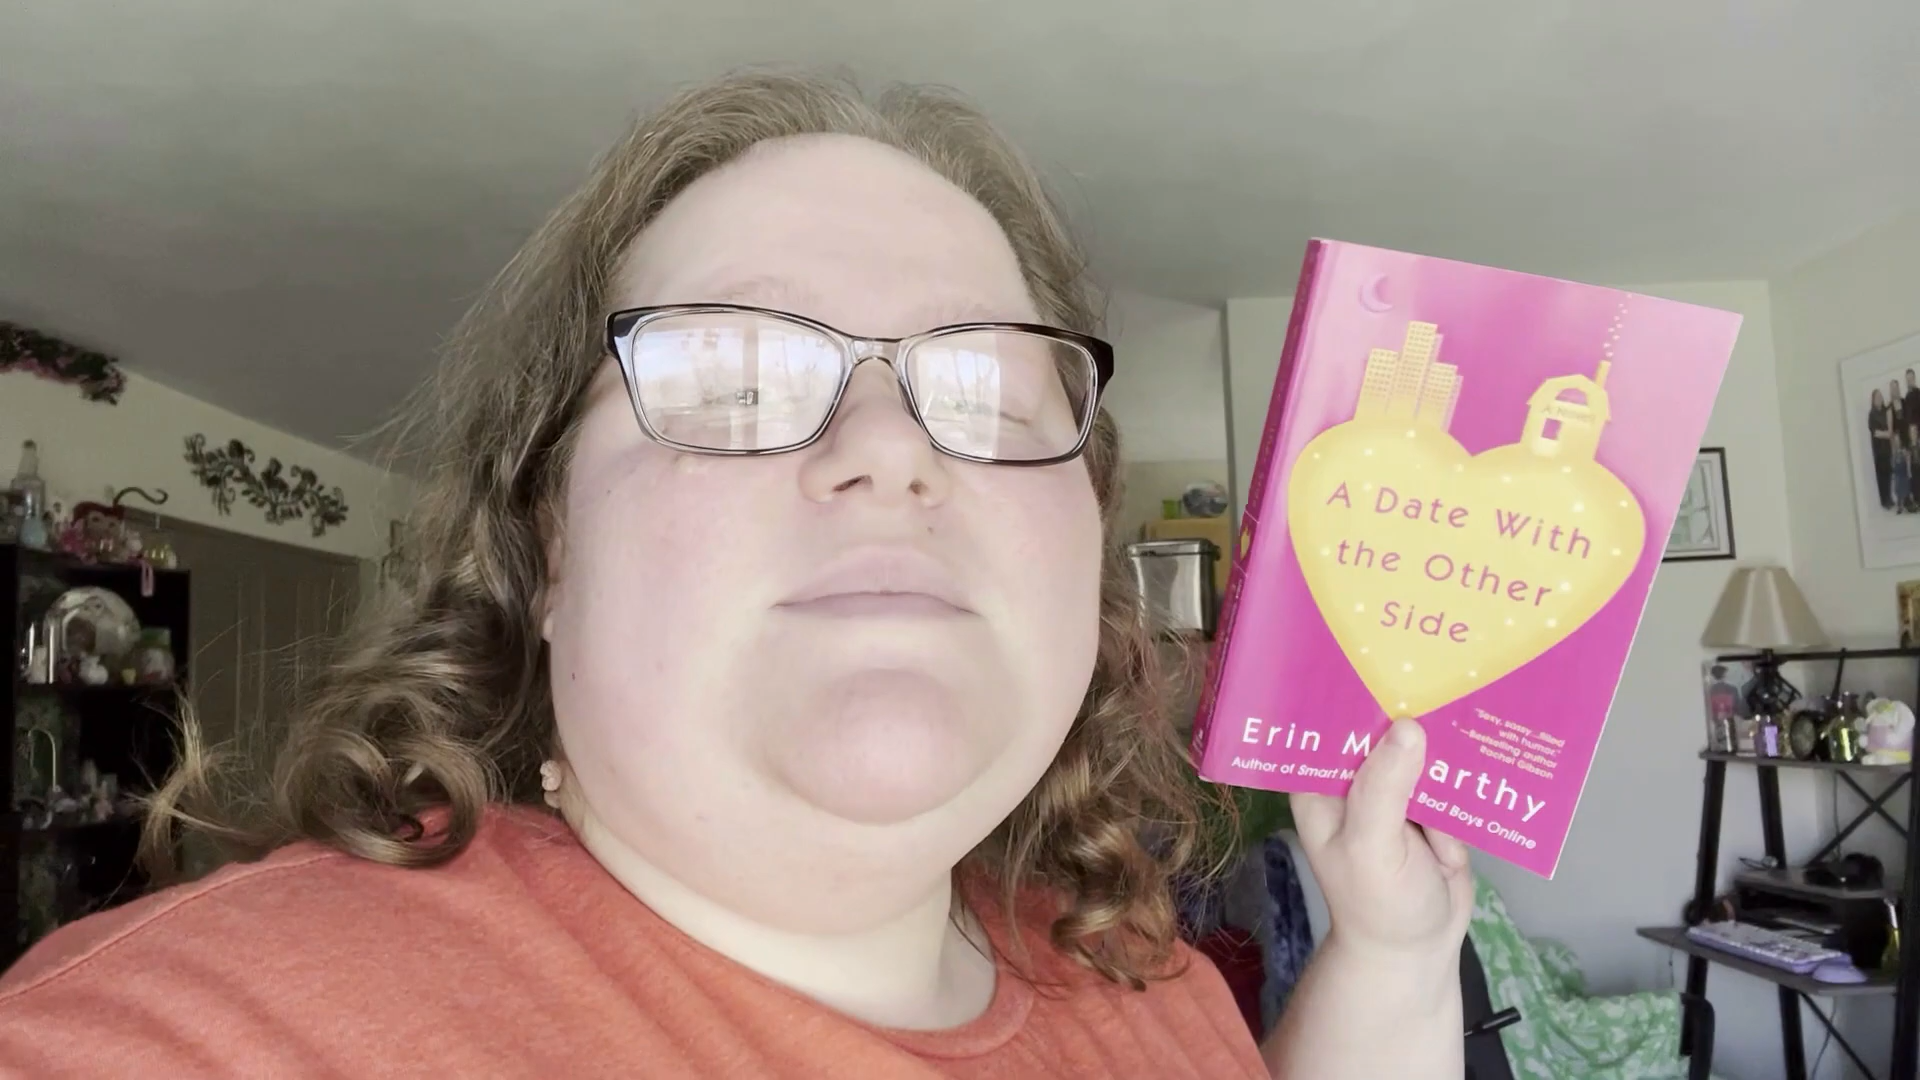 A Novel
A Date With
the Other
Side
"Sexy, sassy...filled
with humor."
—Bestselling author
Rachel Gibson
Erin M arthy
Author of Smart M
Bad Boys Online